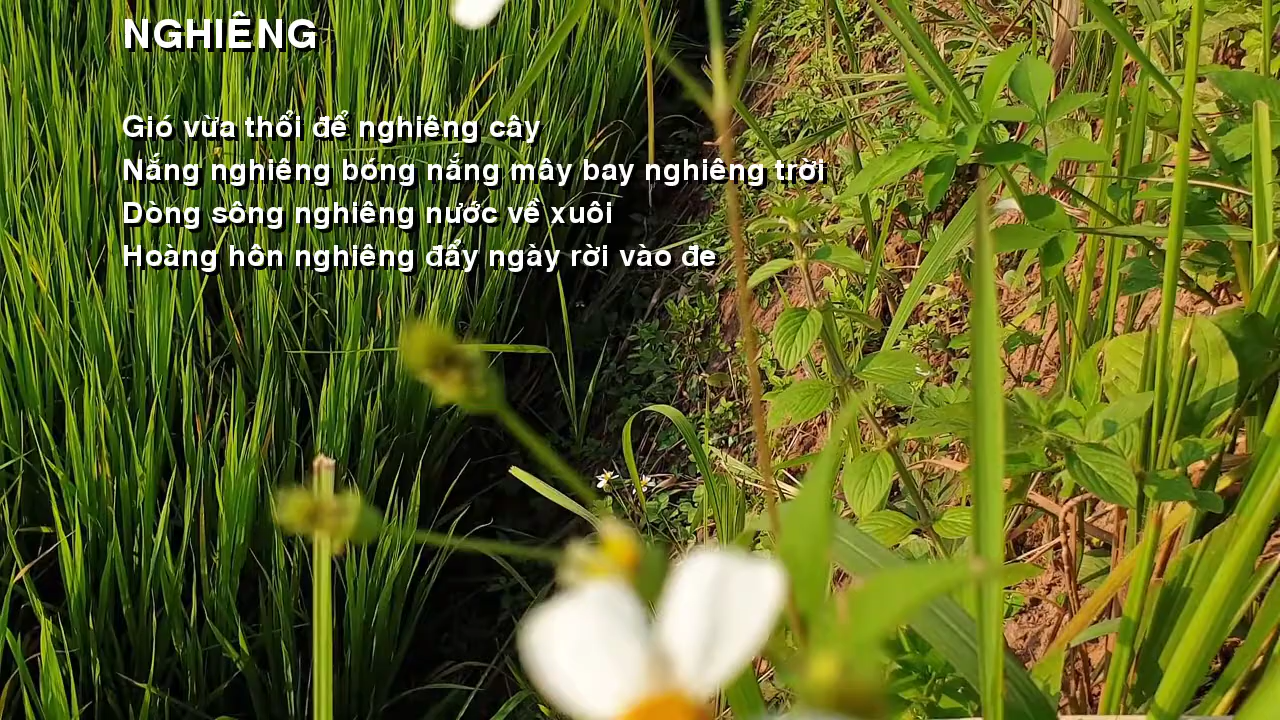 NGHIÊNG
Gió vừa thổi để nghiêng cây
Nắng nghiêng bóng nắng mây bay nghiêng trời
Dòng sông nghiêng nước về xuôi
Hoàng hôn nghiêng đẩy ngày rời vào đe